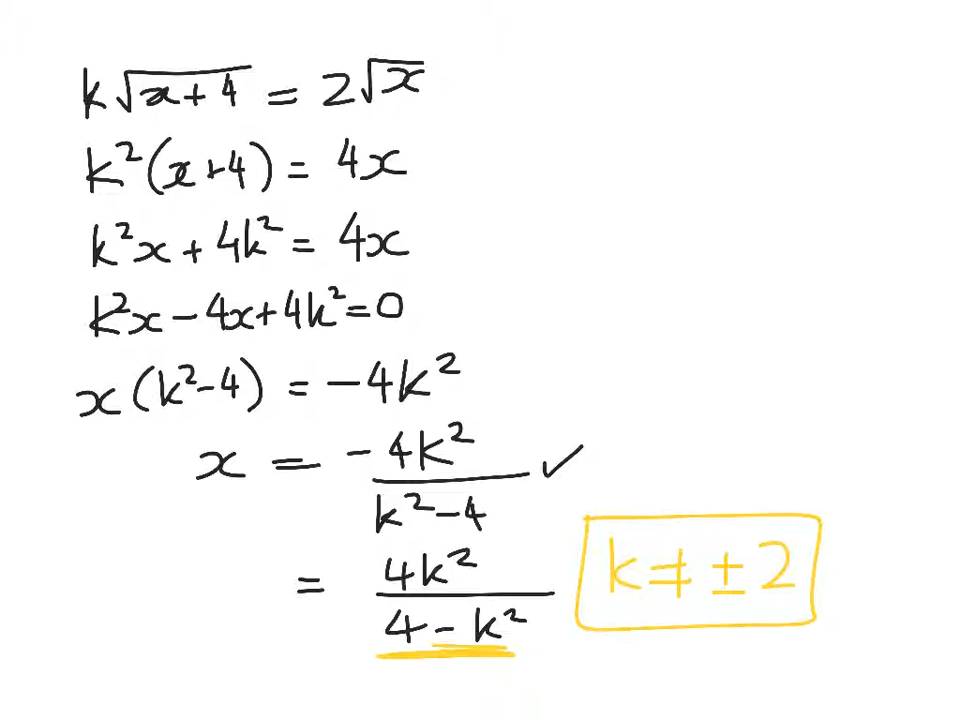 k√(x+4) = 2√x
k²(x+4) = 4x
k²x + 4k² = 4x
k²x - 4x + 4k² = 0
x(k²-4) = -4k²
x = -4k²/(k²-4) ✓
= 4k²/(4-k²)
k ≠ ±2